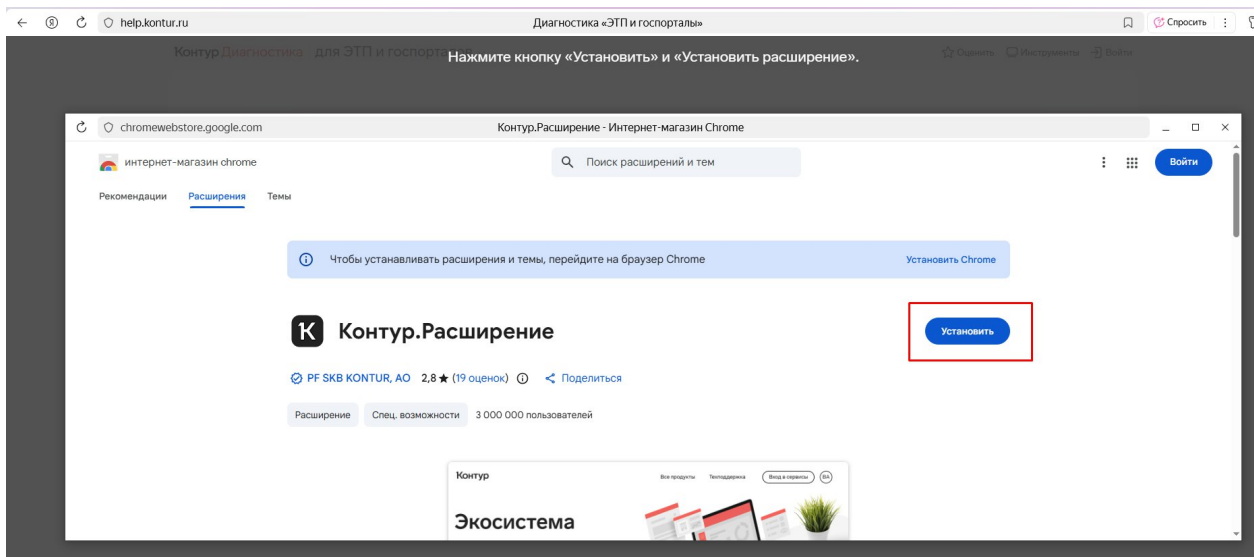 help.kontur.ru
Диагностика «ЭТП и госпорталы»
Спросить
Контур.Диагностика для ЭТП и госпорталов
Оценить
Инструменты
Войти
Нажмите кнопку «Установить» и «Установить расширение».
chromewebstore.google.com
Контур.Расширение - Интернет-магазин Chrome
интернет-магазин chrome
Поиск расширений и тем
Войти
Рекомендации
Расширения
Темы
Чтобы устанавливать расширения и темы, перейдите на браузер Chrome
Установить Chrome
Контур.Расширение
Установить
PF SKB KONTUR, AO 2,8 ★ (19 оценок) Поделиться
Расширение
Спец. возможности
3 000 000 пользователей
Контур
Все продукты
Техподдержка
Вход в сервисы
ВА
Экосистема